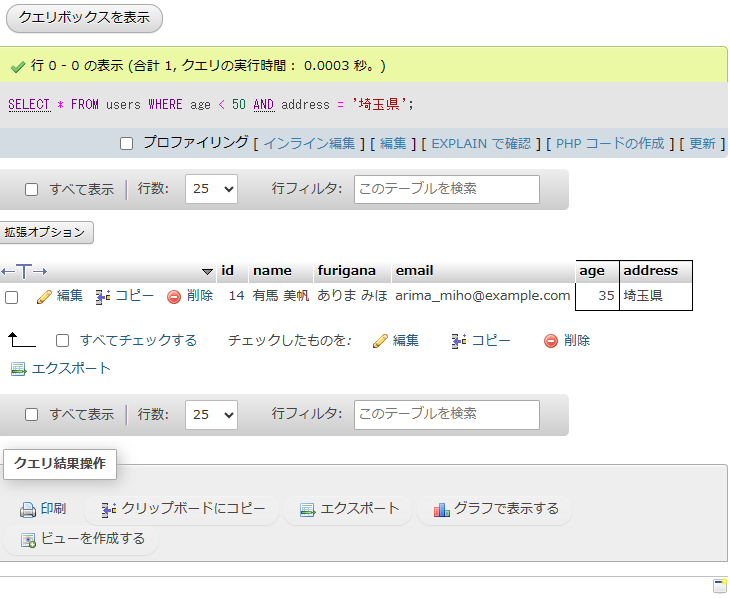 クエリボックスを表示
行 0 - 0 の表示 (合計 1, クエリの実行時間： 0.0003 秒。)
SELECT * FROM users WHERE age < 50 AND address = '埼玉県';
プロファイリング [ インライン編集 ] [ 編集 ] [ EXPLAIN で確認 ] [ PHP コードの作成 ] [ 更新 ]
すべて表示 行数: 25 行フィルタ: このテーブルを検索
拡張オプション
←T→ id name furigana email age address
編集 コピー 削除 14 有馬 美帆 ありま みほ arima_miho@example.com 35 埼玉県
すべてチェックする チェックしたものを: 編集 コピー 削除
エクスポート
すべて表示 行数: 25 行フィルタ: このテーブルを検索
クエリ結果操作
印刷 クリップボードにコピー エクスポート グラフで表示する
ビューを作成する